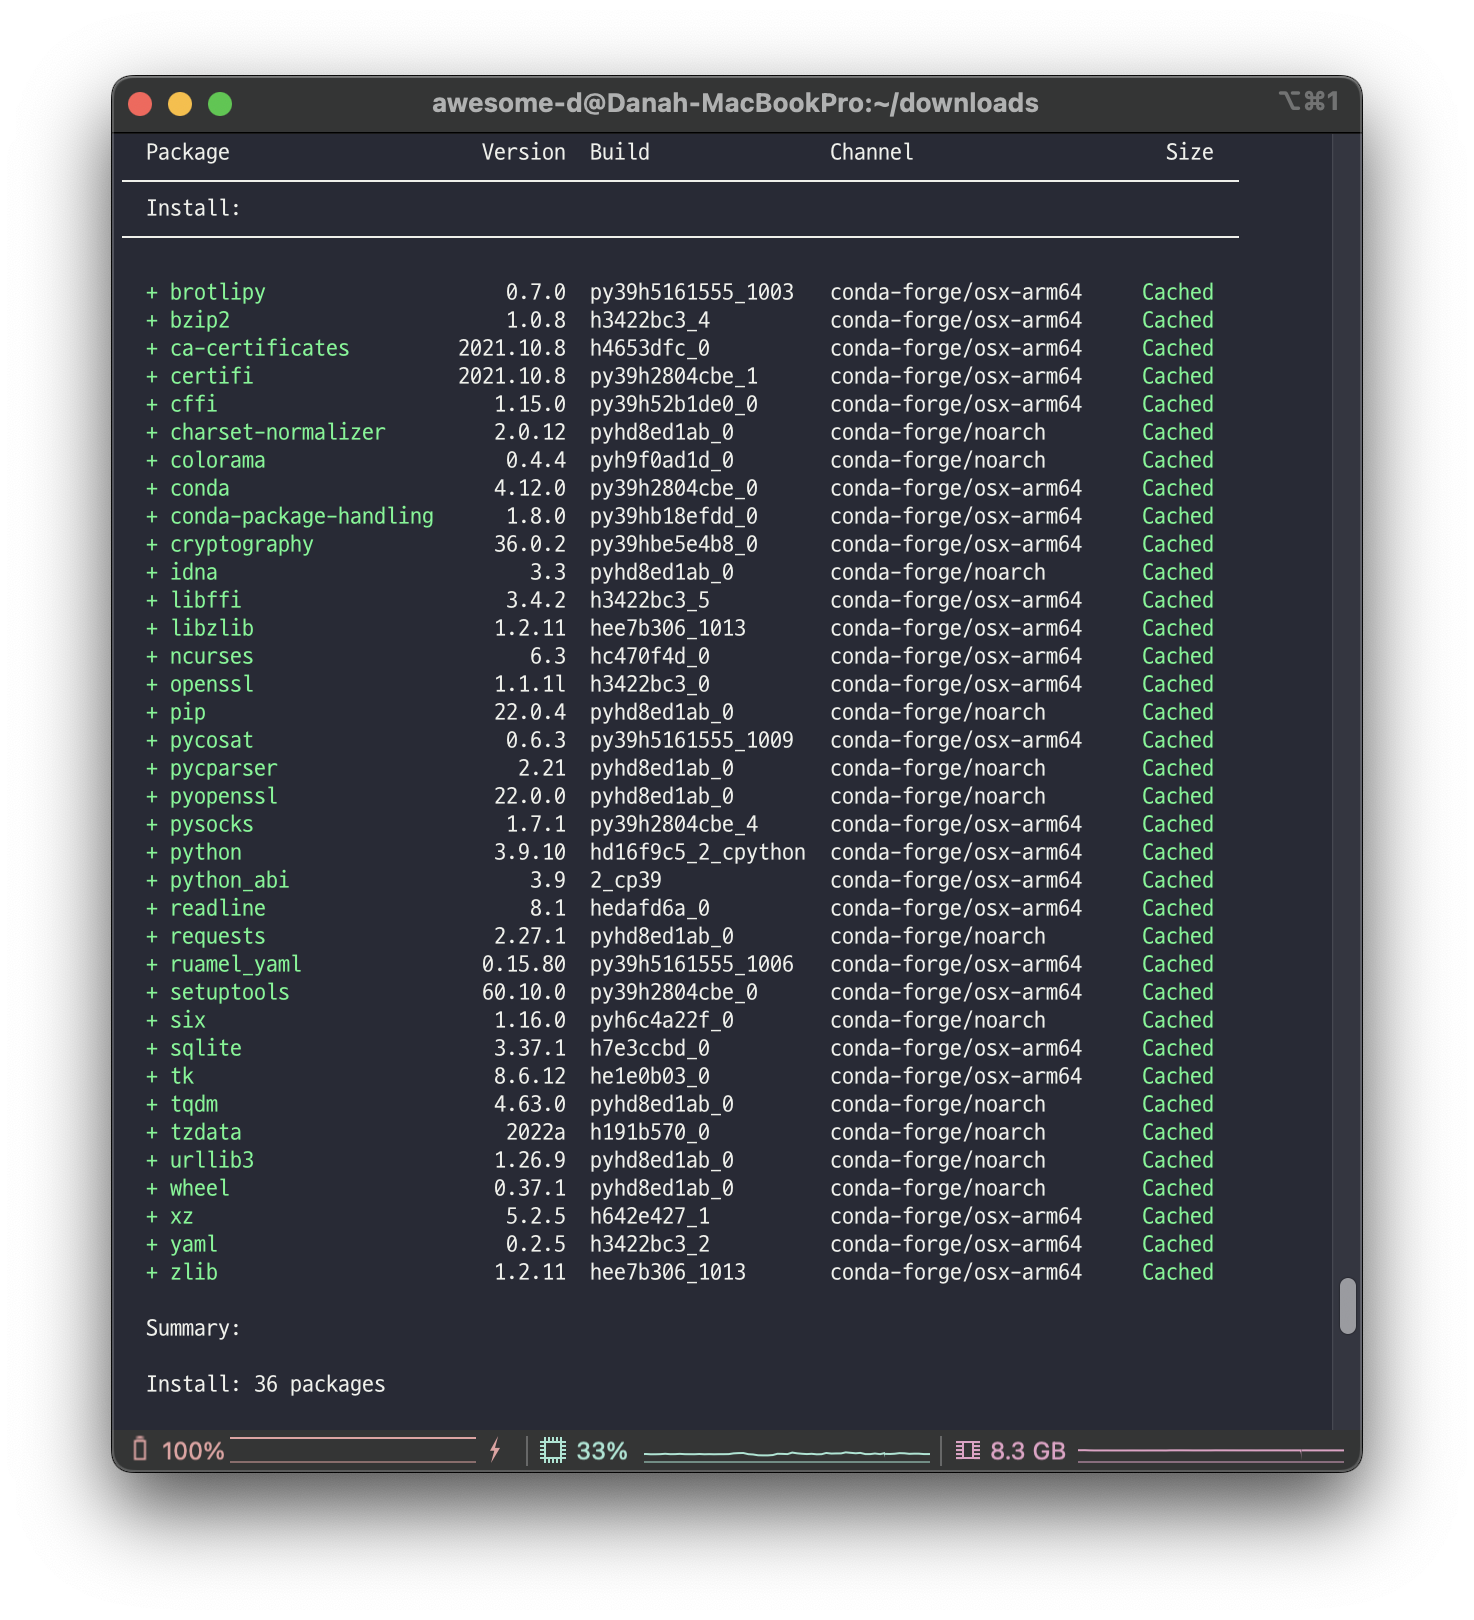 awesome-d@Danah-MacBookPro:~/downloads ⌥⌘1
Package Version Build Channel Size
Install:
+ brotlipy 0.7.0 py39h5161555_1003 conda-forge/osx-arm64 Cached
+ bzip2 1.0.8 h3422bc3_4 conda-forge/osx-arm64 Cached
+ ca-certificates 2021.10.8 h4653dfc_0 conda-forge/osx-arm64 Cached
+ certifi 2021.10.8 py39h2804cbe_1 conda-forge/osx-arm64 Cached
+ cffi 1.15.0 py39h52b1de0_0 conda-forge/osx-arm64 Cached
+ charset-normalizer 2.0.12 pyhd8ed1ab_0 conda-forge/noarch Cached
+ colorama 0.4.4 pyh9f0ad1d_0 conda-forge/noarch Cached
+ conda 4.12.0 py39h2804cbe_0 conda-forge/osx-arm64 Cached
+ conda-package-handling 1.8.0 py39hb18efdd_0 conda-forge/osx-arm64 Cached
+ cryptography 36.0.2 py39hbe5e4b8_0 conda-forge/osx-arm64 Cached
+ idna 3.3 pyhd8ed1ab_0 conda-forge/noarch Cached
+ libffi 3.4.2 h3422bc3_5 conda-forge/osx-arm64 Cached
+ libzlib 1.2.11 hee7b306_1013 conda-forge/osx-arm64 Cached
+ ncurses 6.3 hc470f4d_0 conda-forge/osx-arm64 Cached
+ openssl 1.1.1l h3422bc3_0 conda-forge/osx-arm64 Cached
+ pip 22.0.4 pyhd8ed1ab_0 conda-forge/noarch Cached
+ pycosat 0.6.3 py39h5161555_1009 conda-forge/osx-arm64 Cached
+ pycparser 2.21 pyhd8ed1ab_0 conda-forge/noarch Cached
+ pyopenssl 22.0.0 pyhd8ed1ab_0 conda-forge/noarch Cached
+ pysocks 1.7.1 py39h2804cbe_4 conda-forge/osx-arm64 Cached
+ python 3.9.10 hd16f9c5_2_cpython conda-forge/osx-arm64 Cached
+ python_abi 3.9 2_cp39 conda-forge/osx-arm64 Cached
+ readline 8.1 hedafd6a_0 conda-forge/osx-arm64 Cached
+ requests 2.27.1 pyhd8ed1ab_0 conda-forge/noarch Cached
+ ruamel_yaml 0.15.80 py39h5161555_1006 conda-forge/osx-arm64 Cached
+ setuptools 60.10.0 py39h2804cbe_0 conda-forge/osx-arm64 Cached
+ six 1.16.0 pyh6c4a22f_0 conda-forge/noarch Cached
+ sqlite 3.37.1 h7e3ccbd_0 conda-forge/osx-arm64 Cached
+ tk 8.6.12 he1e0b03_0 conda-forge/osx-arm64 Cached
+ tqdm 4.63.0 pyhd8ed1ab_0 conda-forge/noarch Cached
+ tzdata 2022a h191b570_0 conda-forge/noarch Cached
+ urllib3 1.26.9 pyhd8ed1ab_0 conda-forge/noarch Cached
+ wheel 0.37.1 pyhd8ed1ab_0 conda-forge/noarch Cached
+ xz 5.2.5 h642e427_1 conda-forge/osx-arm64 Cached
+ yaml 0.2.5 h3422bc3_2 conda-forge/osx-arm64 Cached
+ zlib 1.2.11 hee7b306_1013 conda-forge/osx-arm64 Cached
Summary:
Install: 36 packages
100% 33% 8.3 GB